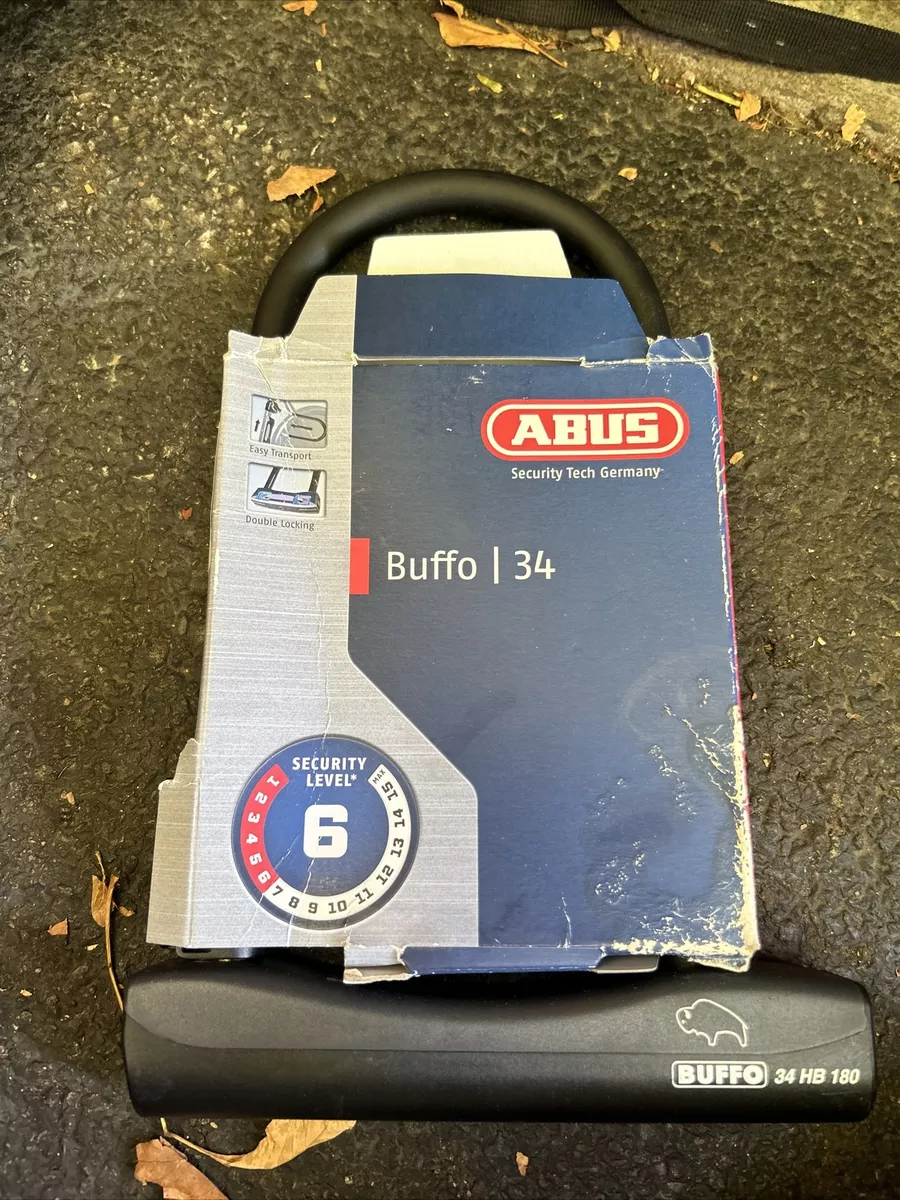 Easy Transport
Double Locking
ABUS
Security Tech Germany
Buffo | 34
SECURITY
LEVEL*
6
1 2 3 4 5 6 7 8 9 10 11 12 13 14 15 MAX
BUFFO 34 HB 180